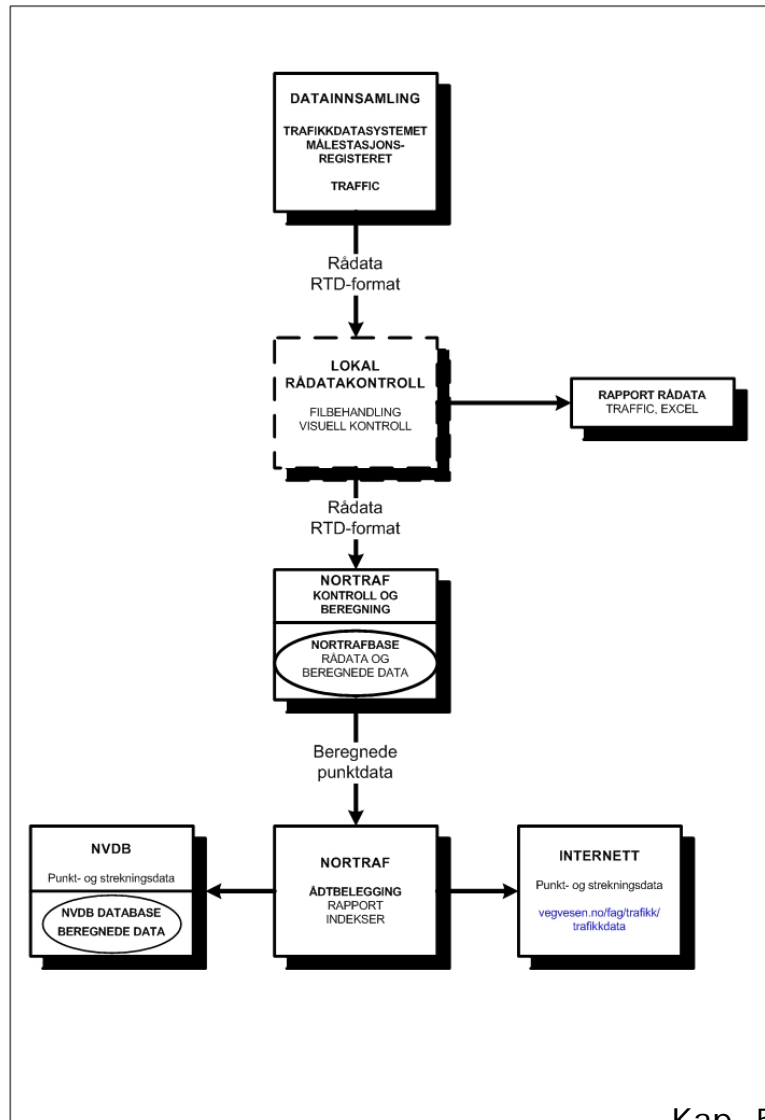 DATAINNSAMLING
TRAFIKKDATASYSTEMET
MÅLESTASJONS-
REGISTERET
TRAFFIC
Rådata
RTD-format
LOKAL
RÅDATAKONTROLL
FILBEHANDLING
VISUELL KONTROLL
RAPPORT RÅDATA
TRAFFIC, EXCEL
Rådata
RTD-format
NORTRAF
KONTROLL OG
BEREGNING
NORTRAFBASE
RÅDATA OG
BEREGNEDE DATA
Beregnede
punktdata
NVDB
Punkt- og strekningsdata
NVDB DATABASE
BEREGNEDE DATA
NORTRAF
ÅDTBELEGGING
RAPPORT
INDEKSER
INTERNETT
Punkt- og strekningsdata
vegvesen.no/fag/trafikk/
trafikkdata
Kap.